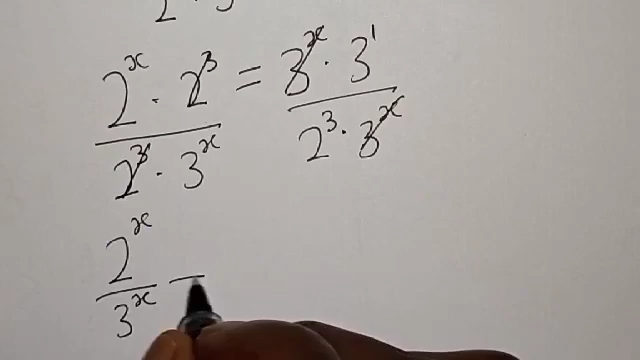 2^x · 2^3 / 2^3 · 3^x = 3^x · 3^1 / 2^3 · 3^x
2^x / 3^x =